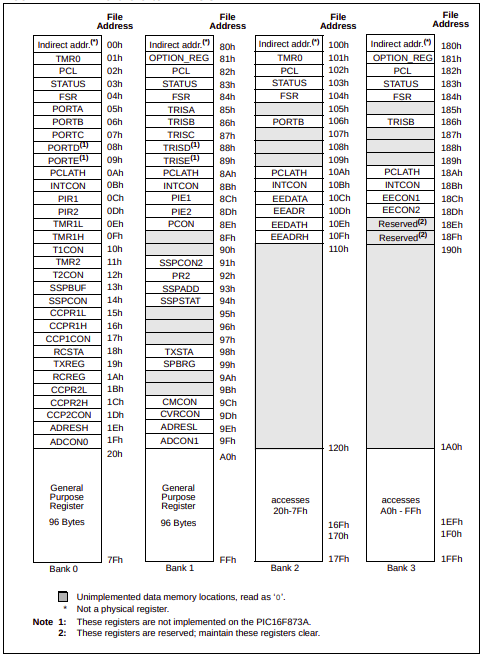 File Address File Address File Address File Address
Indirect addr.(*) 00h Indirect addr.(*) 80h Indirect addr.(*) 100h Indirect addr.(*) 180h
TMR0 01h OPTION_REG 81h TMR0 101h OPTION_REG 181h
PCL 02h PCL 82h PCL 102h PCL 182h
STATUS 03h STATUS 83h STATUS 103h STATUS 183h
FSR 04h FSR 84h FSR 104h FSR 184h
PORTA 05h TRISA 85h 105h 185h
PORTB 06h TRISB 86h PORTB 106h TRISB 186h
PORTC 07h TRISC 87h 107h 187h
PORTD(1) 08h TRISD(1) 88h 108h 188h
PORTE(1) 09h TRISE(1) 89h 109h 189h
PCLATH 0Ah PCLATH 8Ah PCLATH 10Ah PCLATH 18Ah
INTCON 0Bh INTCON 8Bh INTCON 10Bh INTCON 18Bh
PIR1 0Ch PIE1 8Ch EEDATA 10Ch EECON1 18Ch
PIR2 0Dh PIE2 8Dh EEADR 10Dh EECON2 18Dh
TMR1L 0Eh PCON 8Eh EEDATH 10Eh Reserved(2) 18Eh
TMR1H 0Fh 8Fh EEADRH 10Fh Reserved(2) 18Fh
T1CON 10h 90h 110h 190h
TMR2 11h SSPCON2 91h
T2CON 12h PR2 92h
SSPBUF 13h SSPADD 93h
SSPCON 14h SSPSTAT 94h
CCPR1L 15h 95h
CCPR1H 16h 96h
CCP1CON 17h 97h
RCSTA 18h TXSTA 98h
TXREG 19h SPBRG 99h
RCREG 1Ah 9Ah
CCPR2L 1Bh 9Bh
CCPR2H 1Ch CMCON 9Ch
CCP2CON 1Dh CVRCON 9Dh
ADRESH 1Eh ADRESL 9Eh
ADCON0 1Fh ADCON1 9Fh
120h 1A0h
20h A0h
General General
Purpose Purpose
Register Register
accesses accesses
20h-7Fh A0h - FFh
96 Bytes 96 Bytes
16Fh 1EFh
170h 1F0h
7Fh FFh 17Fh 1FFh
Bank 0 Bank 1 Bank 2 Bank 3
Unimplemented data memory locations, read as ‘0’.
* Not a physical register.
Note 1: These registers are not implemented on the PIC16F873A.
2: These registers are reserved; maintain these registers clear.